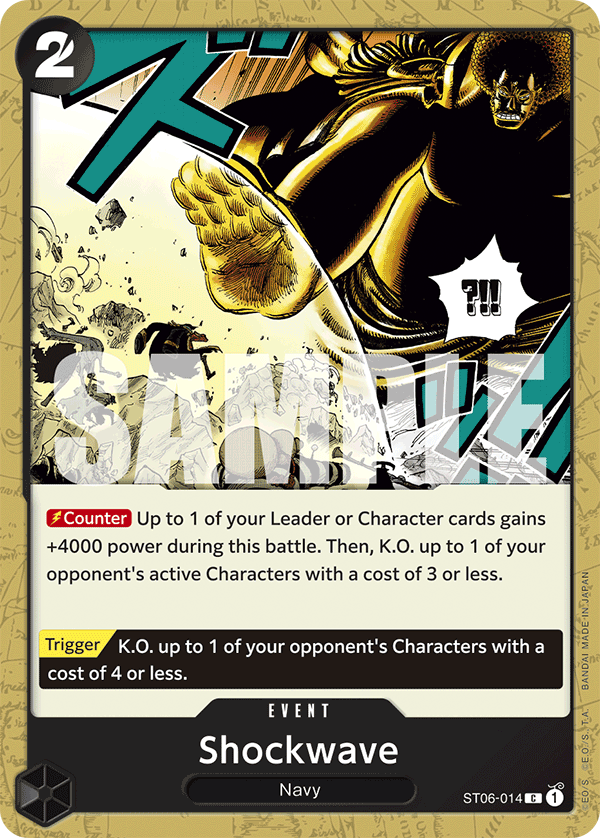 2
?!!
SAMPLE
Counter Up to 1 of your Leader or Character cards gains
+4000 power during this battle. Then, K.O. up to 1 of your
opponent's active Characters with a cost of 3 or less.
Trigger K.O. up to 1 of your opponent's Characters with a
cost of 4 or less.
EVENT
Shockwave
Navy
ST06-014 C 1
©E.O.S. ©E.O.S.,T.A. BANDAI MADE IN JAPAN